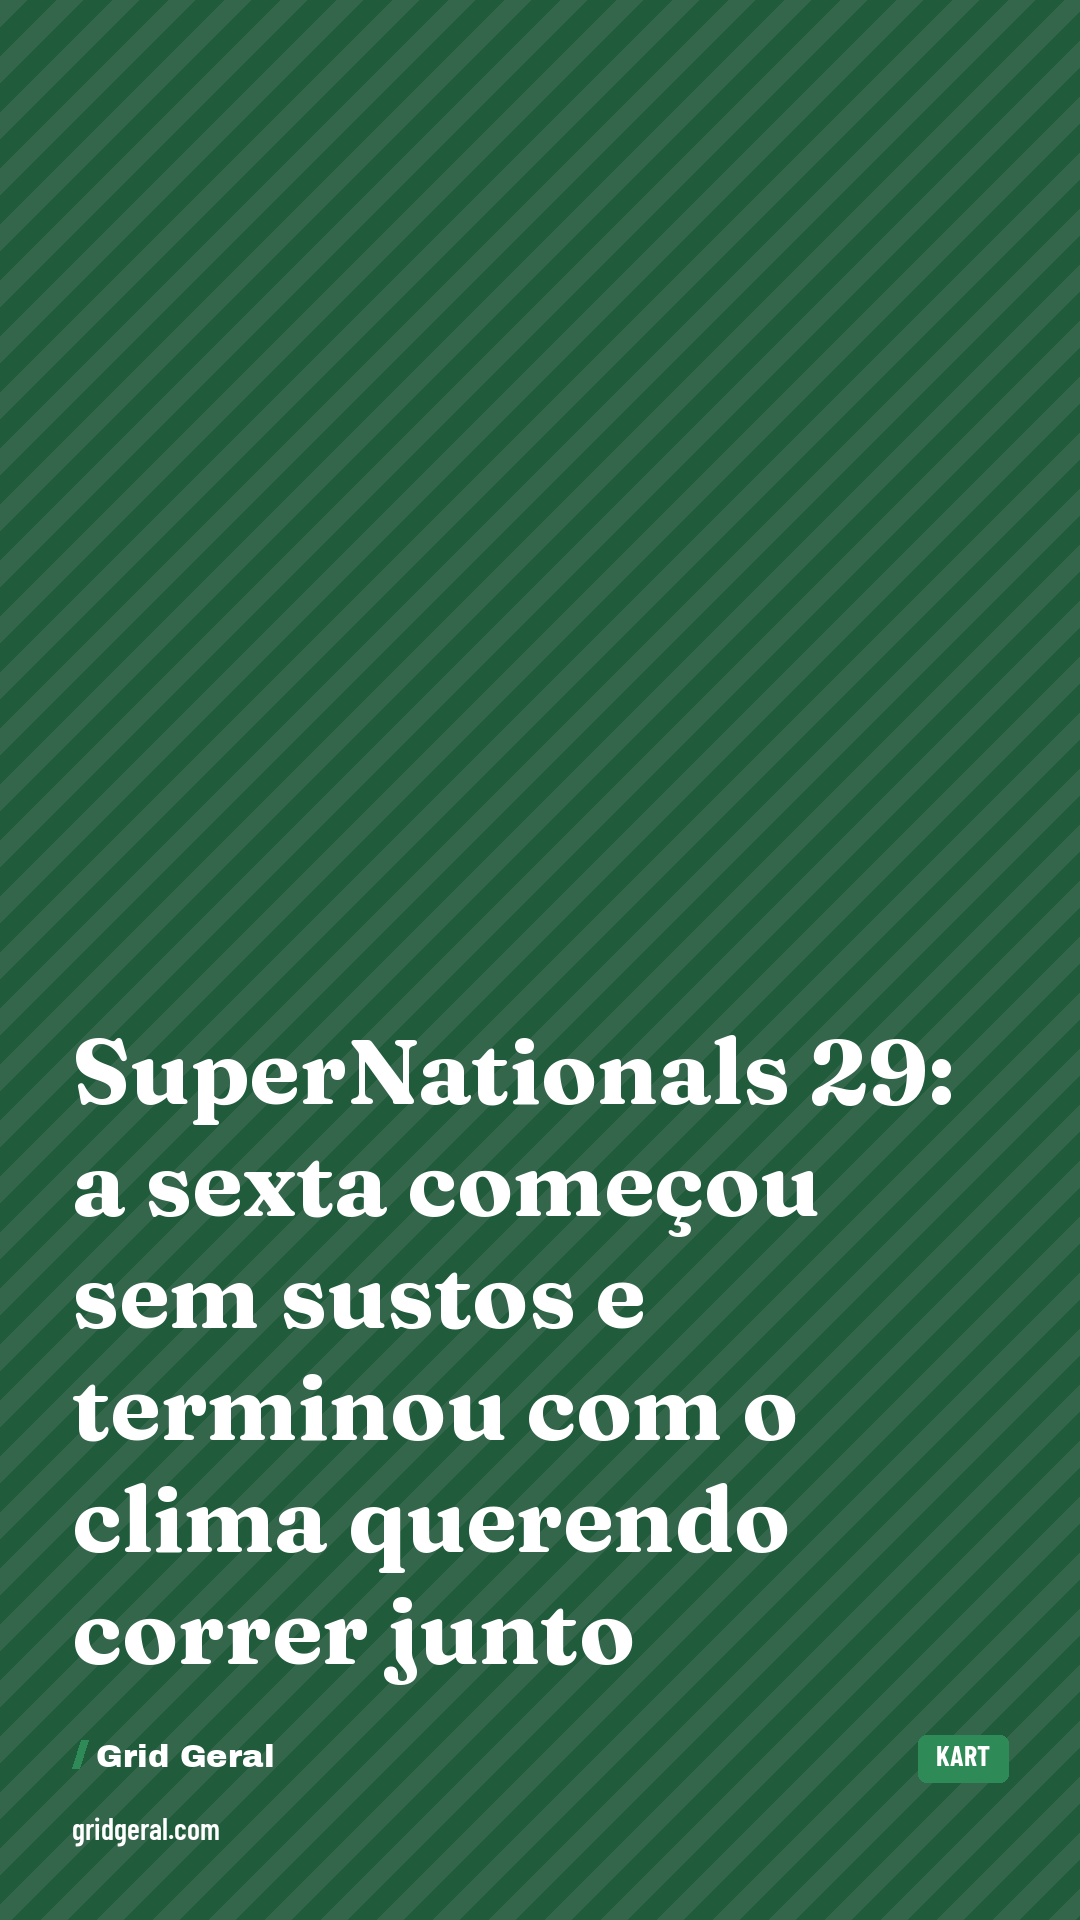 SuperNationals 29:
a sexta começou
sem sustos e
terminou com o
clima querendo
correr junto
/ Grid Geral
KART
gridgeral.com